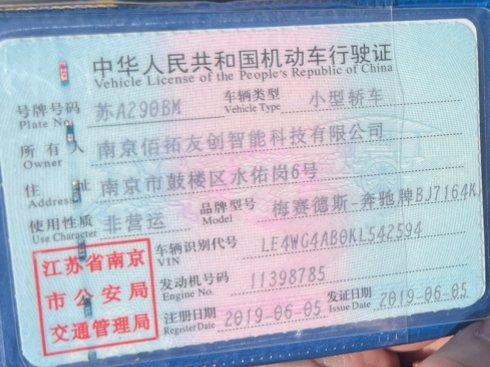 中华人民共和国机动车行驶证
Vehicle License of the People's Republic of China
号牌号码 苏A290BM 车辆类型 小型轿车
Plate No. Vehicle Type
所有人 南京佰拓友创智能科技有限公司
Owner
住址 南京市鼓楼区水佑岗6号
Address
使用性质 非营运 品牌型号 梅赛德斯-奔驰牌BJ7164K
Use Character Model
车辆识别代号 LE4WG4AB0KL542594
VIN
发动机号码 11398785
Engine No.
注册日期 2019-06-05 发证日期 2019-06-05
Register Date Issue Date
江苏省南京
市公安局
交通管理局